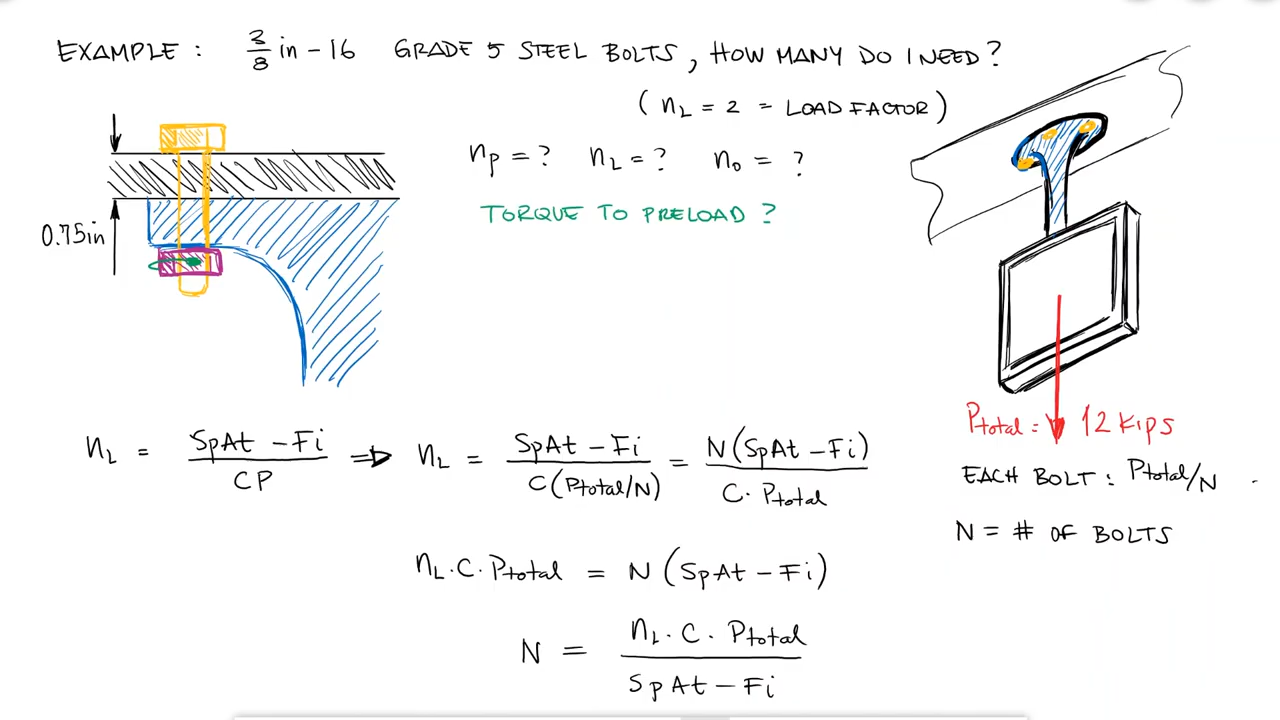 EXAMPLE : 3/8 in - 16 GRADE 5 STEEL BOLTS, HOW MANY DO I NEED?
(nL = 2 = LOAD FACTOR)
np = ? nL = ? no = ?
TORQUE TO PRELOAD ?
0.75in
Ptotal = 12 Kips
EACH BOLT : Ptotal/N
N = # OF BOLTS
nL = (SpAt - Fi)/(CP) ⇒ nL = (SpAt - Fi)/(C(Ptotal/N)) = (N(SpAt - Fi))/(C · Ptotal)
nL · C · Ptotal = N (SpAt - Fi)
N = (nL · C · Ptotal)/(SpAt - Fi)